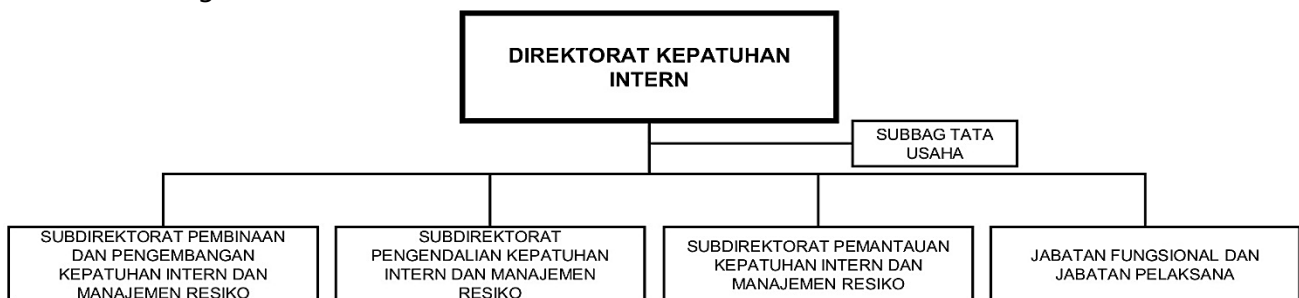 DIREKTORAT KEPATUHAN
INTERN
SUBBAG TATA
USAHA
SUBDIREKTORAT PEMBINAAN
DAN PENGEMBANGAN
KEPATUHAN INTERN DAN
MANAJEMEN RESIKO
SUBDIREKTORAT
PENGENDALIAN KEPATUHAN
INTERN DAN MANAJEMEN
RESIKO
SUBDIREKTORAT PEMANTAUAN
KEPATUHAN INTERN DAN
MANAJEMEN RESIKO
JABATAN FUNGSIONAL DAN
JABATAN PELAKSANA